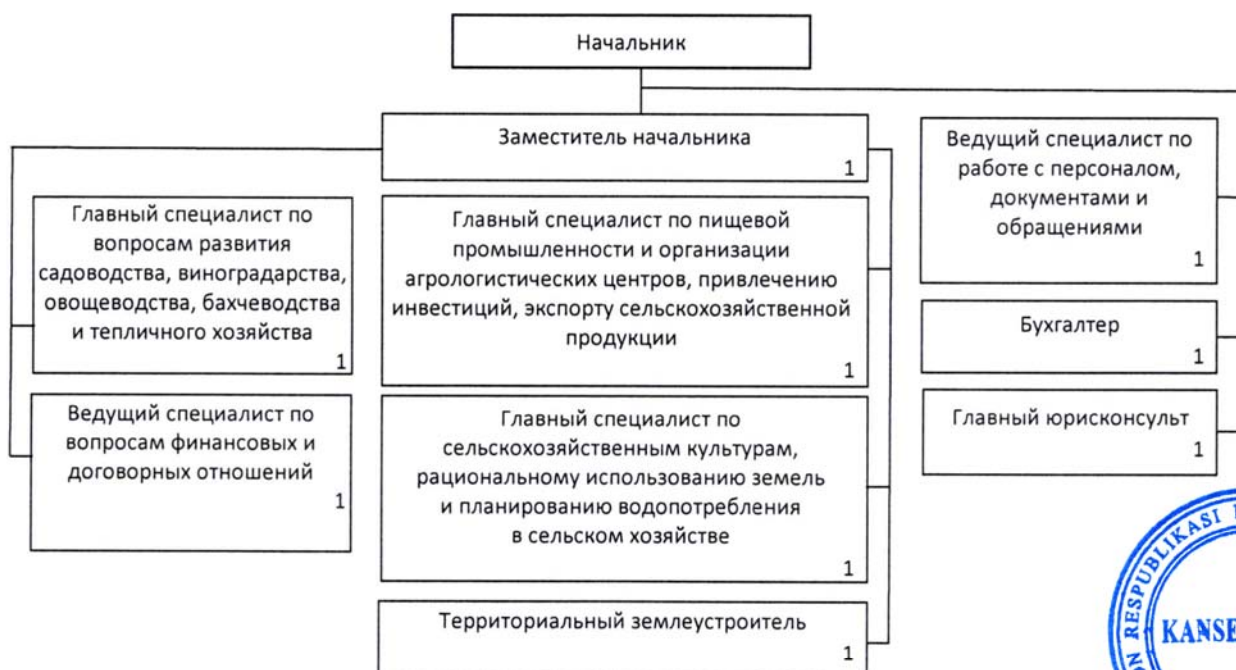 Начальник
Заместитель начальника
1
Ведущий специалист по
работе с персоналом,
документами и
обращениями
1
Главный специалист по
вопросам развития
садоводства, виноградарства,
овощеводства, бахчеводства
и тепличного хозяйства
1
Главный специалист по пищевой
промышленности и организации
агрологистических центров, привлечению
инвестиций, экспорту сельскохозяйственной
продукции
1
Бухгалтер
1
Ведущий специалист по
вопросам финансовых и
договорных отношений
1
Главный специалист по
сельскохозяйственным культурам,
рациональному использованию земель
и планированию водопотребления
в сельском хозяйстве
1
Главный юрисконсульт
1
Территориальный землеустроитель
1
RESPUBLIKASI